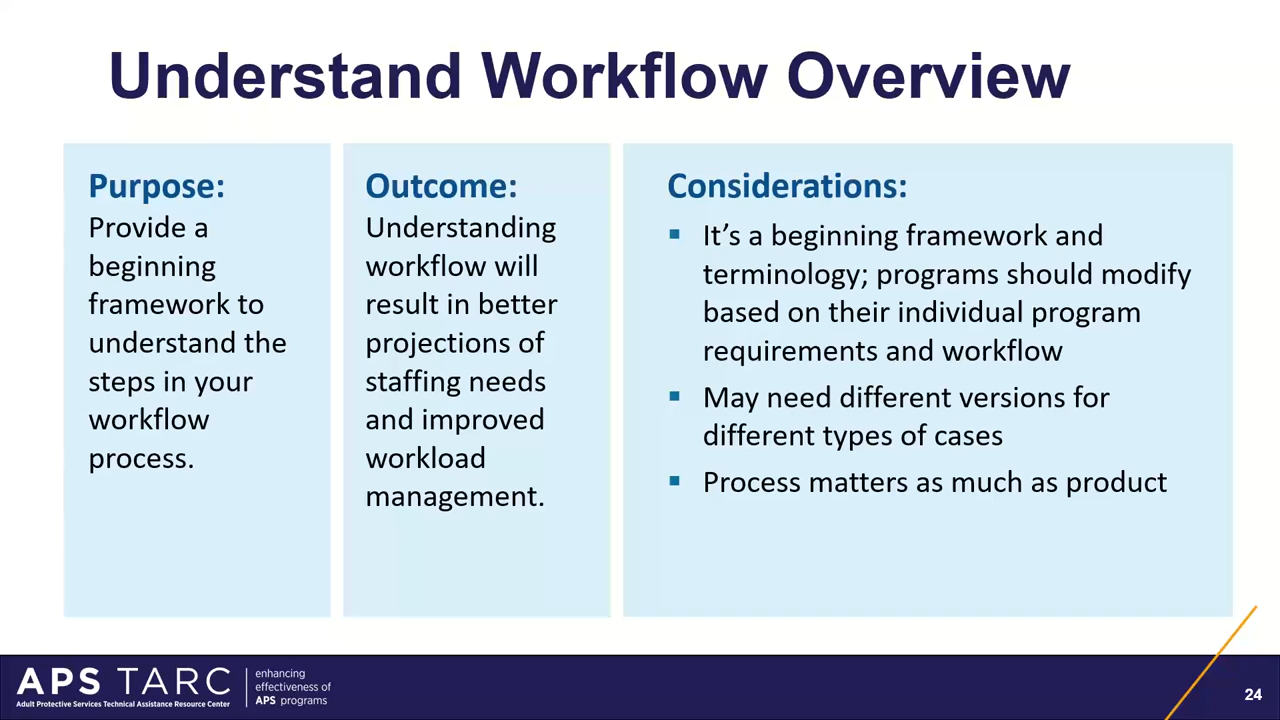 Understand Workflow Overview
Purpose:
Provide a
beginning
framework to
understand the
steps in your
workflow
process.
Outcome:
Understanding
workflow will
result in better
projections of
staffing needs
and improved
workload
management.
Considerations:
▪ It’s a beginning framework and
terminology; programs should modify
based on their individual program
requirements and workflow
▪ May need different versions for
different types of cases
▪ Process matters as much as product
APS TARC
Adult Protective Services Technical Assistance Resource Center
enhancing
effectiveness of
APS programs
24